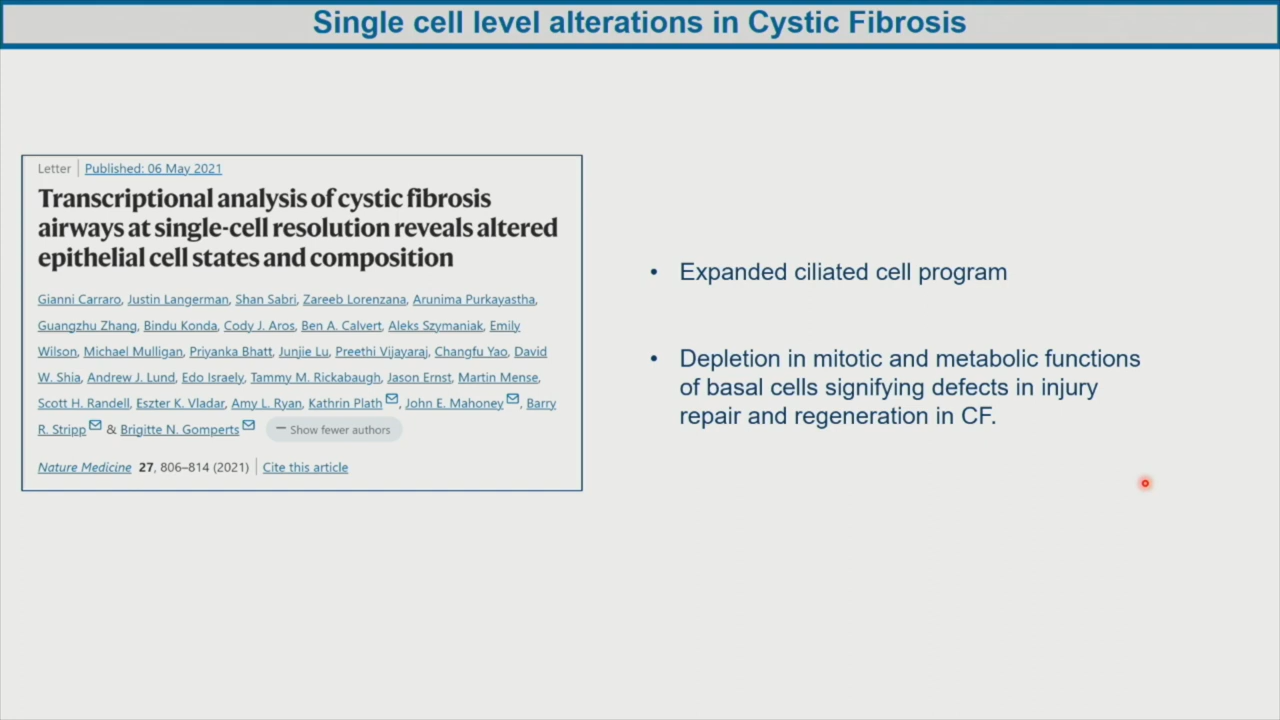 Single cell level alterations in Cystic Fibrosis
Letter | Published: 06 May 2021
Transcriptional analysis of cystic fibrosis
airways at single-cell resolution reveals altered
epithelial cell states and composition
Gianni Carraro, Justin Langerman, Shan Sabri, Zareeb Lorenzana, Arunima Purkayastha,
Guangzhu Zhang, Bindu Konda, Cody J. Aros, Ben A. Calvert, Aleks Szymaniak, Emily
Wilson, Michael Mulligan, Priyanka Bhatt, Junjie Lu, Preethi Vijayaraj, Changfu Yao, David
W. Shia, Andrew J. Lund, Edo Israely, Tammy M. Rickabaugh, Jason Ernst, Martin Mense,
Scott H. Randell, Eszter K. Vladar, Amy L. Ryan, Kathrin Plath, John E. Mahoney, Barry
R. Stripp & Brigitte N. Gomperts — Show fewer authors
Nature Medicine 27, 806–814 (2021) | Cite this article
• Expanded ciliated cell program
• Depletion in mitotic and metabolic functions
of basal cells signifying defects in injury
repair and regeneration in CF.